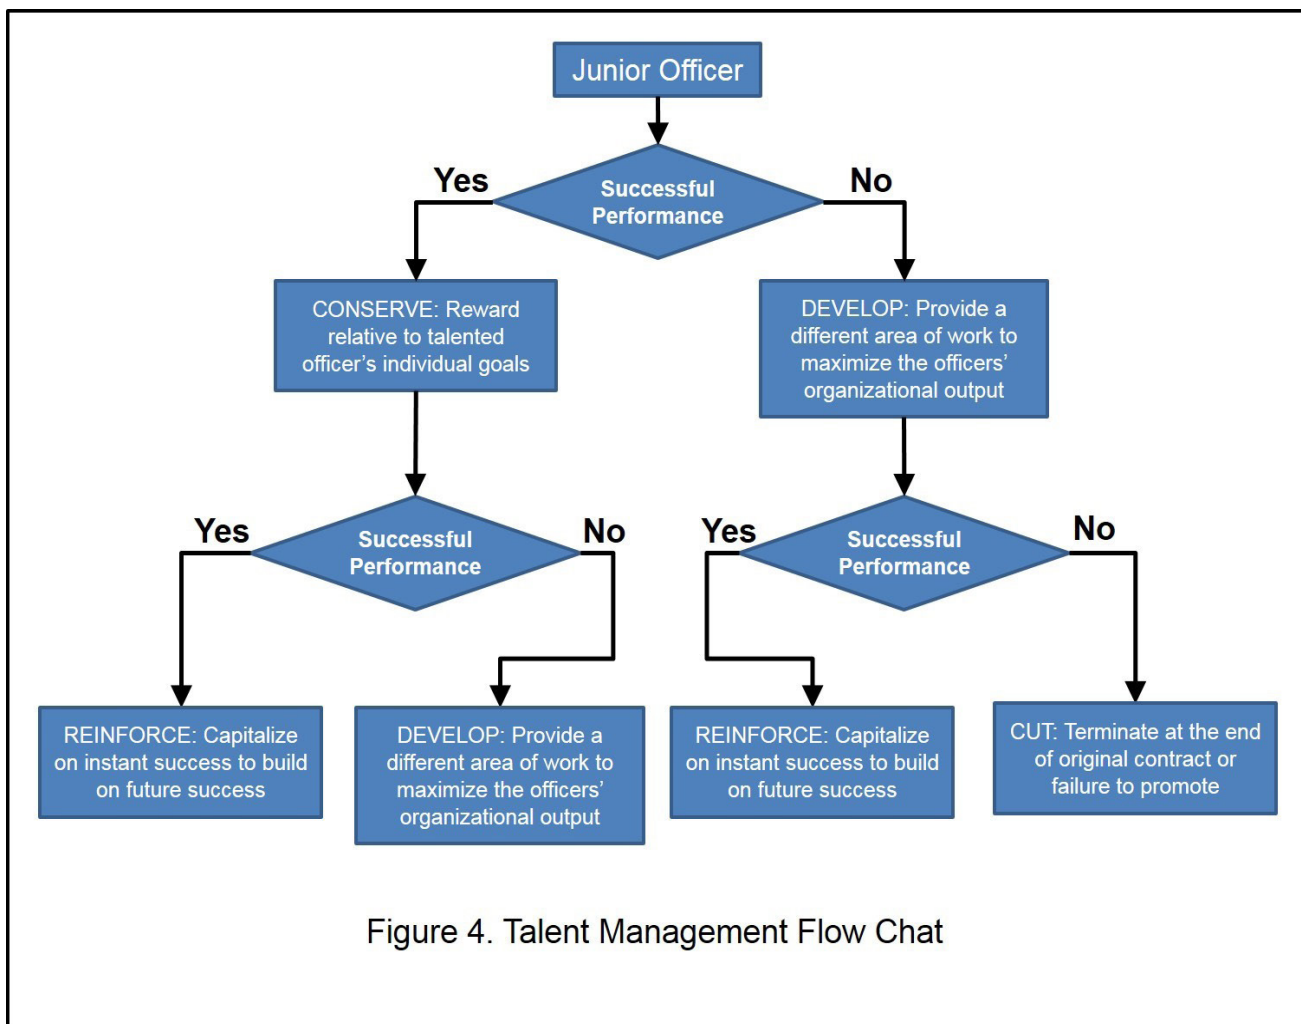 Junior Officer
Yes
Successful
Performance
No
CONSERVE: Reward
relative to talented
officer's individual goals
DEVELOP: Provide a
different area of work to
maximize the officers'
organizational output
Yes
Successful
Performance
No
Yes
Successful
Performance
No
REINFORCE: Capitalize
on instant success to build
on future success
DEVELOP: Provide a
different area of work to
maximize the officers'
organizational output
REINFORCE: Capitalize
on instant success to build
on future success
CUT: Terminate at the end
of original contract or
failure to promote
Figure 4. Talent Management Flow Chat